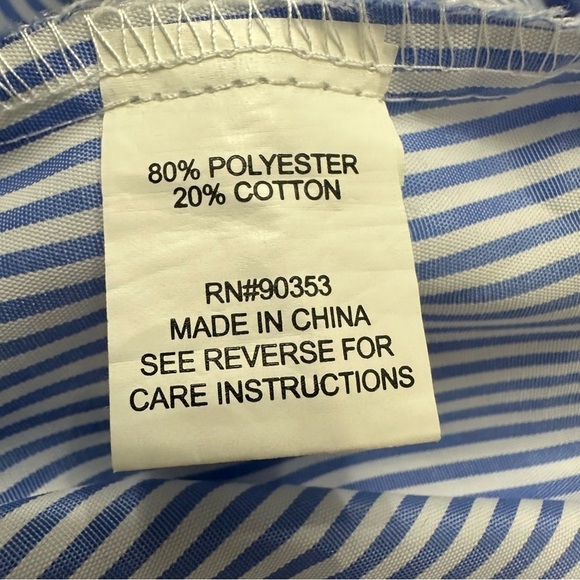 80% POLYESTER
20% COTTON
RN#90353
MADE IN CHINA
SEE REVERSE FOR
CARE INSTRUCTIONS